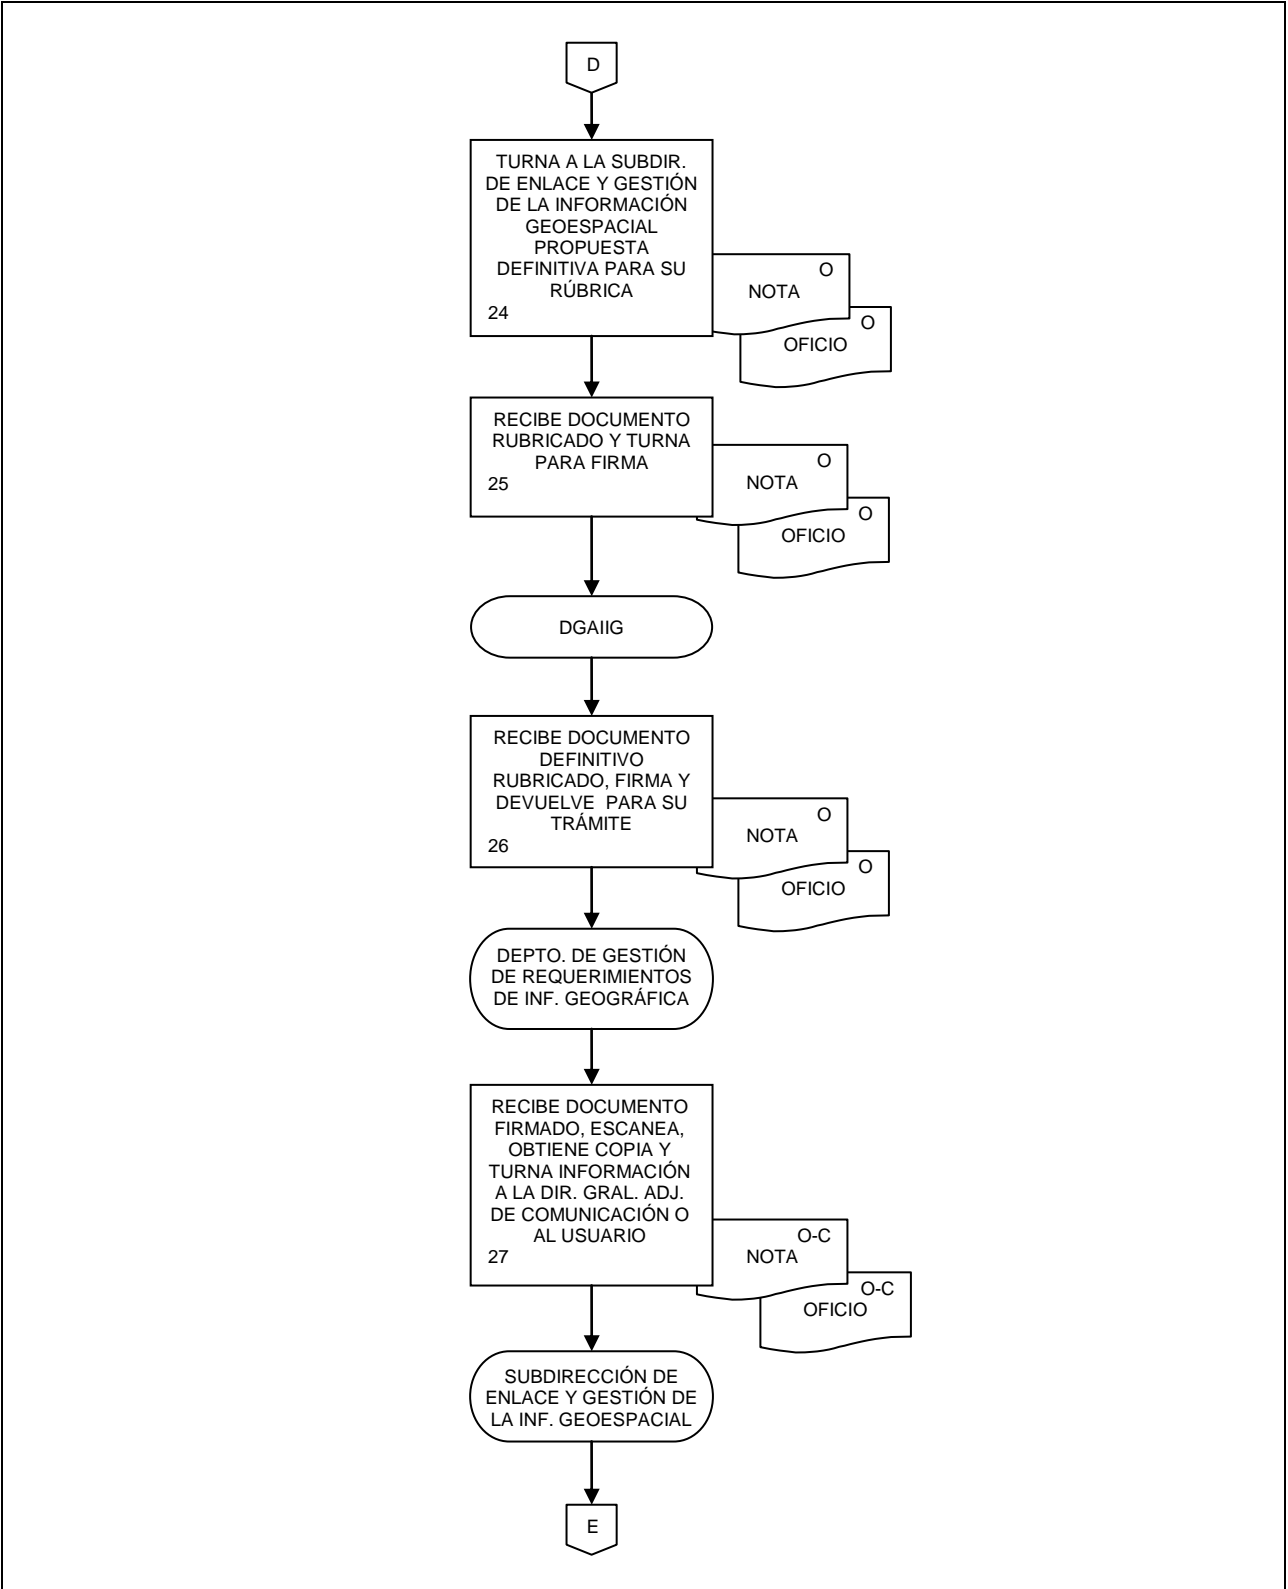 D
TURNA A LA SUBDIR.
DE ENLACE Y GESTIÓN
DE LA INFORMACIÓN
GEOESPACIAL
PROPUESTA
DEFINITIVA PARA SU
RÚBRICA
24
O
NOTA
O
OFICIO
RECIBE DOCUMENTO
RUBRICADO Y TURNA
PARA FIRMA
25
O
NOTA
O
OFICIO
DGAIIG
RECIBE DOCUMENTO
DEFINITIVO
RUBRICADO, FIRMA Y
DEVUELVE PARA SU
TRÁMITE
26
O
NOTA
O
OFICIO
DEPTO. DE GESTIÓN
DE REQUERIMIENTOS
DE INF. GEOGRÁFICA
RECIBE DOCUMENTO
FIRMADO, ESCANEA,
OBTIENE COPIA Y
TURNA INFORMACIÓN
A LA DIR. GRAL. ADJ.
DE COMUNICACIÓN O
AL USUARIO
27
O-C
NOTA
O-C
OFICIO
SUBDIRECCIÓN DE
ENLACE Y GESTIÓN DE
LA INF. GEOESPACIAL
E